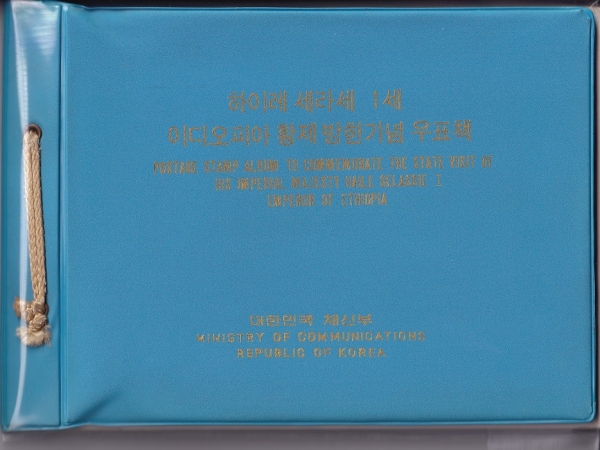 하이레 세라세 1세
이디오피아 황제 방한기념 우표책
POSTAGE STAMP ALBUM TO COMMEMORATE THE STATE VISIT OF
HIS IMPERIAL MAJESTY HAILE SELASSIE I
EMPEROR OF ETHIOPIA
대한민국 체신부
MINISTRY OF COMMUNICATIONS
REPUBLIC OF KOREA